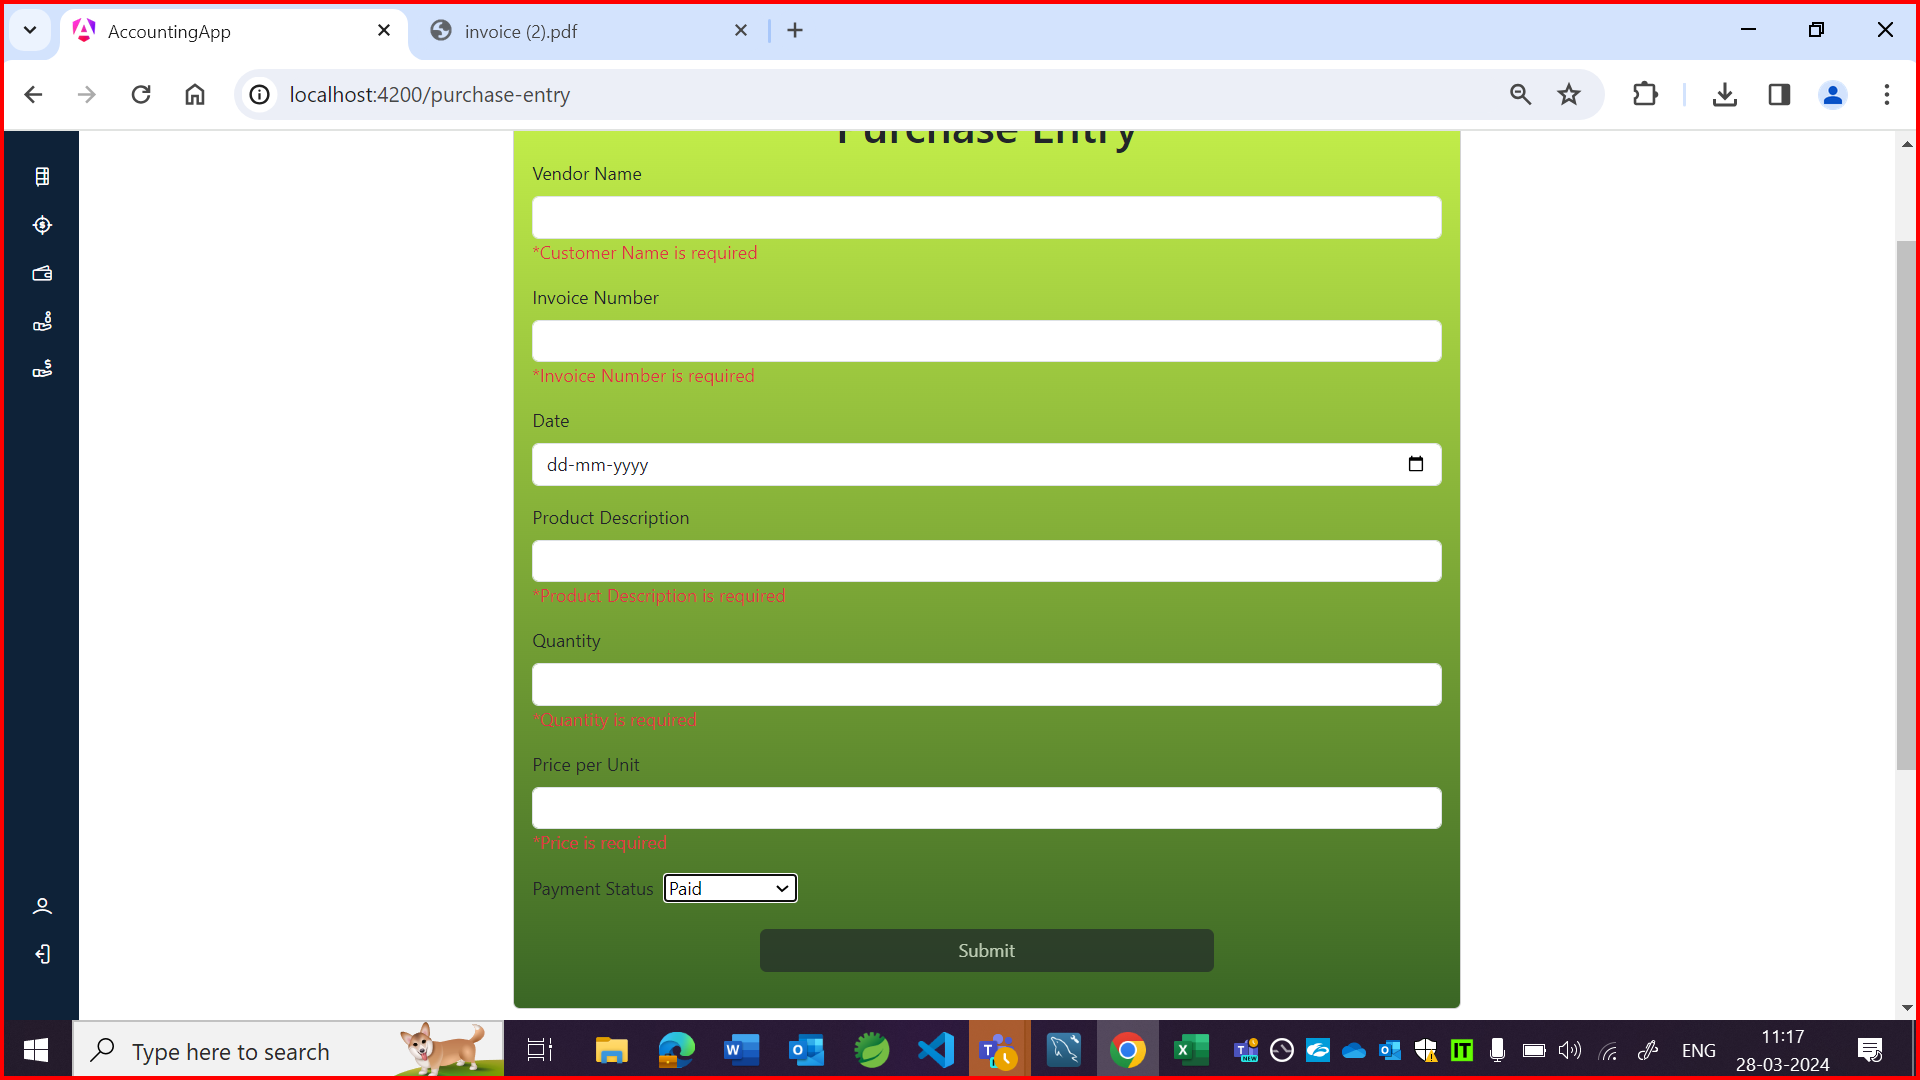 AccountingApp
invoice (2).pdf
localhost:4200/purchase-entry
Purchase Entry
Vendor Name
*Customer Name is required
Invoice Number
*Invoice Number is required
Date
dd-mm-yyyy
Product Description
*Product Description is required
Quantity
*Quantity is required
Price per Unit
*Price is required
Payment Status Paid
Submit
Type here to search
ENG
11:17
28-03-2024